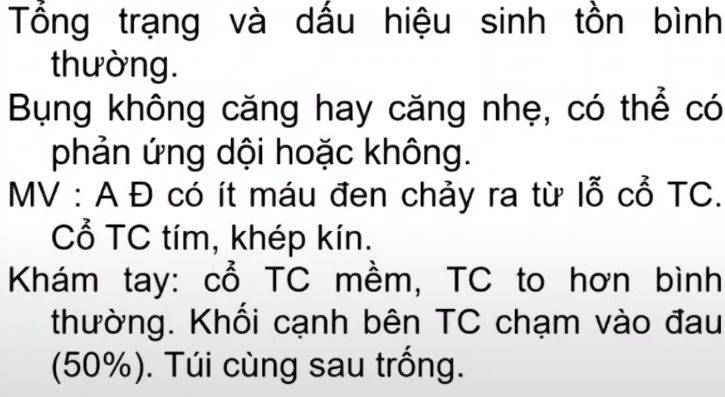 Tổng trạng và dấu hiệu sinh tồn bình
thường.
Bụng không căng hay căng nhẹ, có thể có
phản ứng dội hoặc không.
MV : A Đ có ít máu đen chảy ra từ lỗ cổ TC.
Cổ TC tím, khép kín.
Khám tay: cổ TC mềm, TC to hơn bình
thường. Khối cạnh bên TC chạm vào đau
(50%). Túi cùng sau trống.